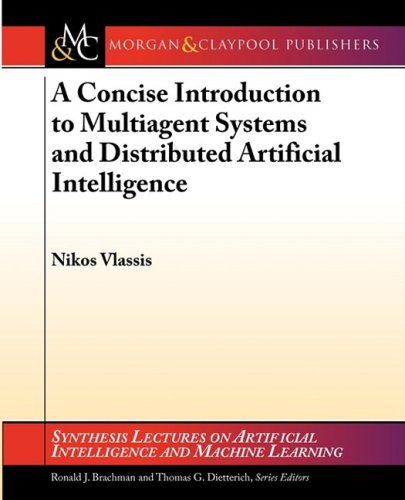 M
&C
MORGAN & CLAYPOOL PUBLISHERS
A Concise Introduction
to Multiagent Systems
and Distributed Artificial
Intelligence
Nikos Vlassis
SYNTHESIS LECTURES ON ARTIFICIAL
INTELLIGENCE AND MACHINE LEARNING
Ronald J. Brachman and Thomas G. Dietterich, Series Editors